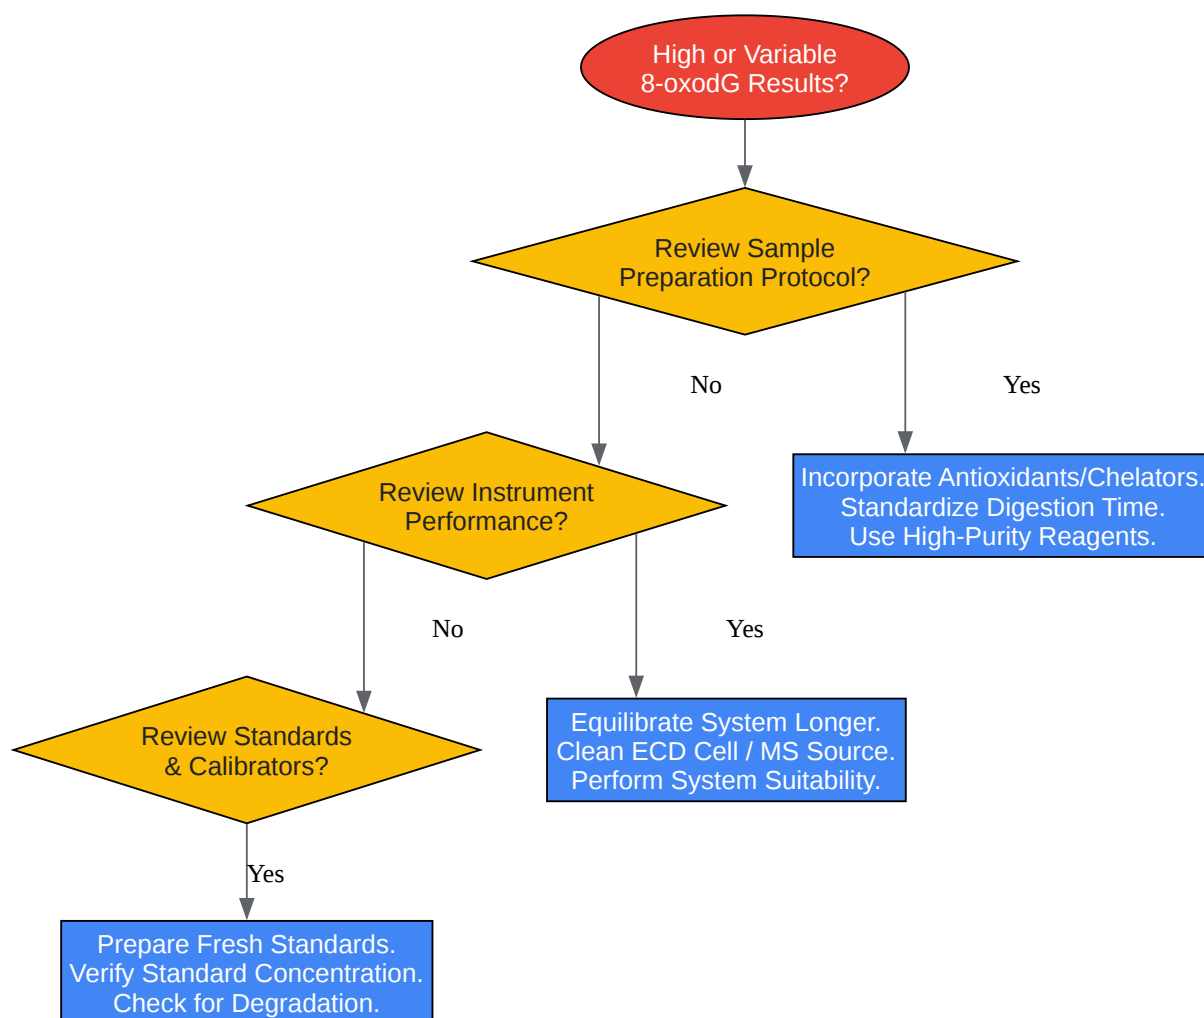 High or Variable
8-oxodG Results?
Review Sample
Preparation Protocol?
No
Yes
Incorporate Antioxidants/Chelators.
Standardize Digestion Time.
Use High-Purity Reagents.
Review Instrument
Performance?
No
Yes
Equilibrate System Longer.
Clean ECD Cell / MS Source.
Perform System Suitability.
Review Standards
& Calibrators?
Yes
Prepare Fresh Standards.
Verify Standard Concentration.
Check for Degradation.